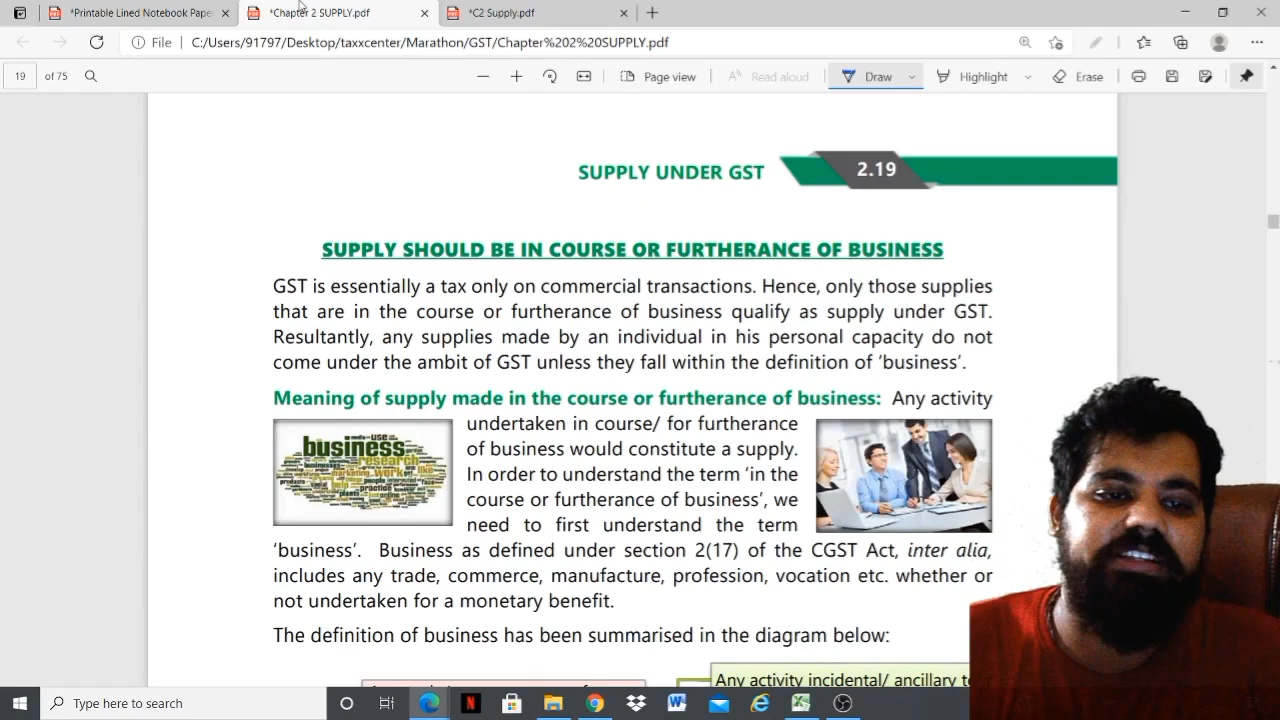 *Printable Lined Notebook Pape
*Chapter 2 SUPPLY.pdf
*C2 Supply.pdf
File
C:/Users/91797/Desktop/taxxcenter/Marathon/GST/Chapter%202%20SUPPLY.pdf
19 of 75
Page view
Read aloud
Draw
Highlight
Erase
SUPPLY UNDER GST
2.19
SUPPLY SHOULD BE IN COURSE OR FURTHERANCE OF BUSINESS
GST is essentially a tax only on commercial transactions. Hence, only those supplies
that are in the course or furtherance of business qualify as supply under GST.
Resultantly, any supplies made by an individual in his personal capacity do not
come under the ambit of GST unless they fall within the definition of ‘business’.
Meaning of supply made in the course or furtherance of business: Any activity
undertaken in course/ for furtherance
of business would constitute a supply.
In order to understand the term ‘in the
course or furtherance of business’, we
need to first understand the term
business
research
marketing work
practice
‘business’. Business as defined under section 2(17) of the CGST Act, inter alia,
includes any trade, commerce, manufacture, profession, vocation etc. whether or
not undertaken for a monetary benefit.
The definition of business has been summarised in the diagram below:
Any activity incidental/ ancillary to
Type here to search